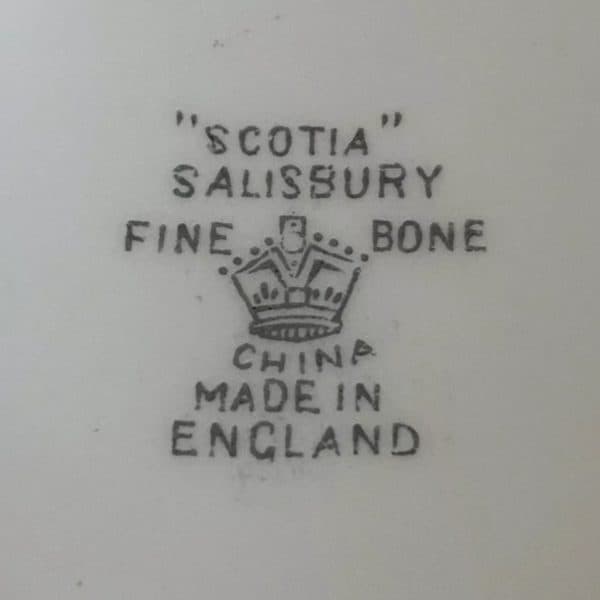 "SCOTIA"
SALISBURY
FINE BONE
CHINA
MADE IN
ENGLAND